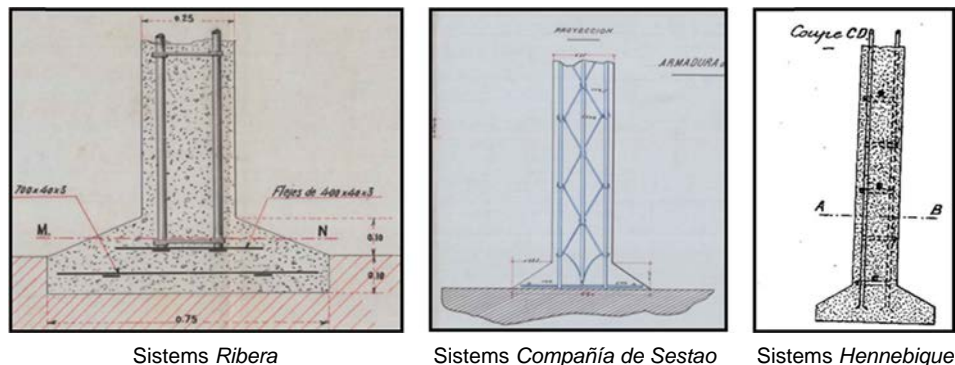 0.25
700x40x5
Flejes de 400x40x3
M
N
0.10
0.10
0.75
PROYECCION
ARMADURA
Coupe CD
A
B
Sistems Ribera
Sistems Compañía de Sestao
Sistems Hennebique